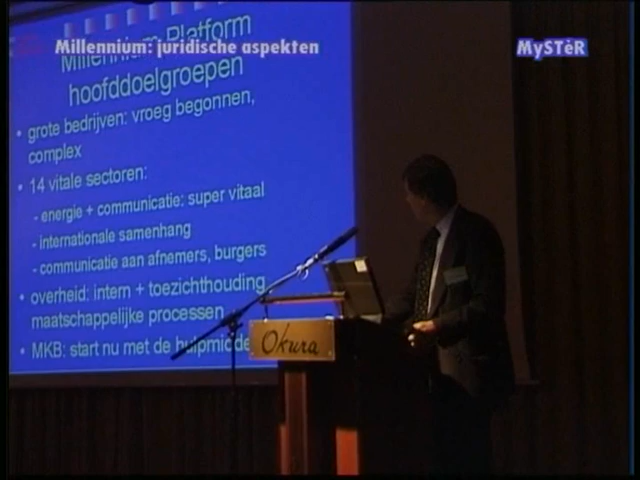 Millennium: juridische aspekten
MySTèR
Millennium Platform
hoofddoelgroepen
• grote bedrijven: vroeg begonnen,
complex
• 14 vitale sectoren:
- energie + communicatie: super vitaal
- internationale samenhang
- communicatie aan afnemers, burgers
• overheid: intern + toezichthouding
maatschappelijke processen
• MKB: start nu met de hulpmidde
Okura